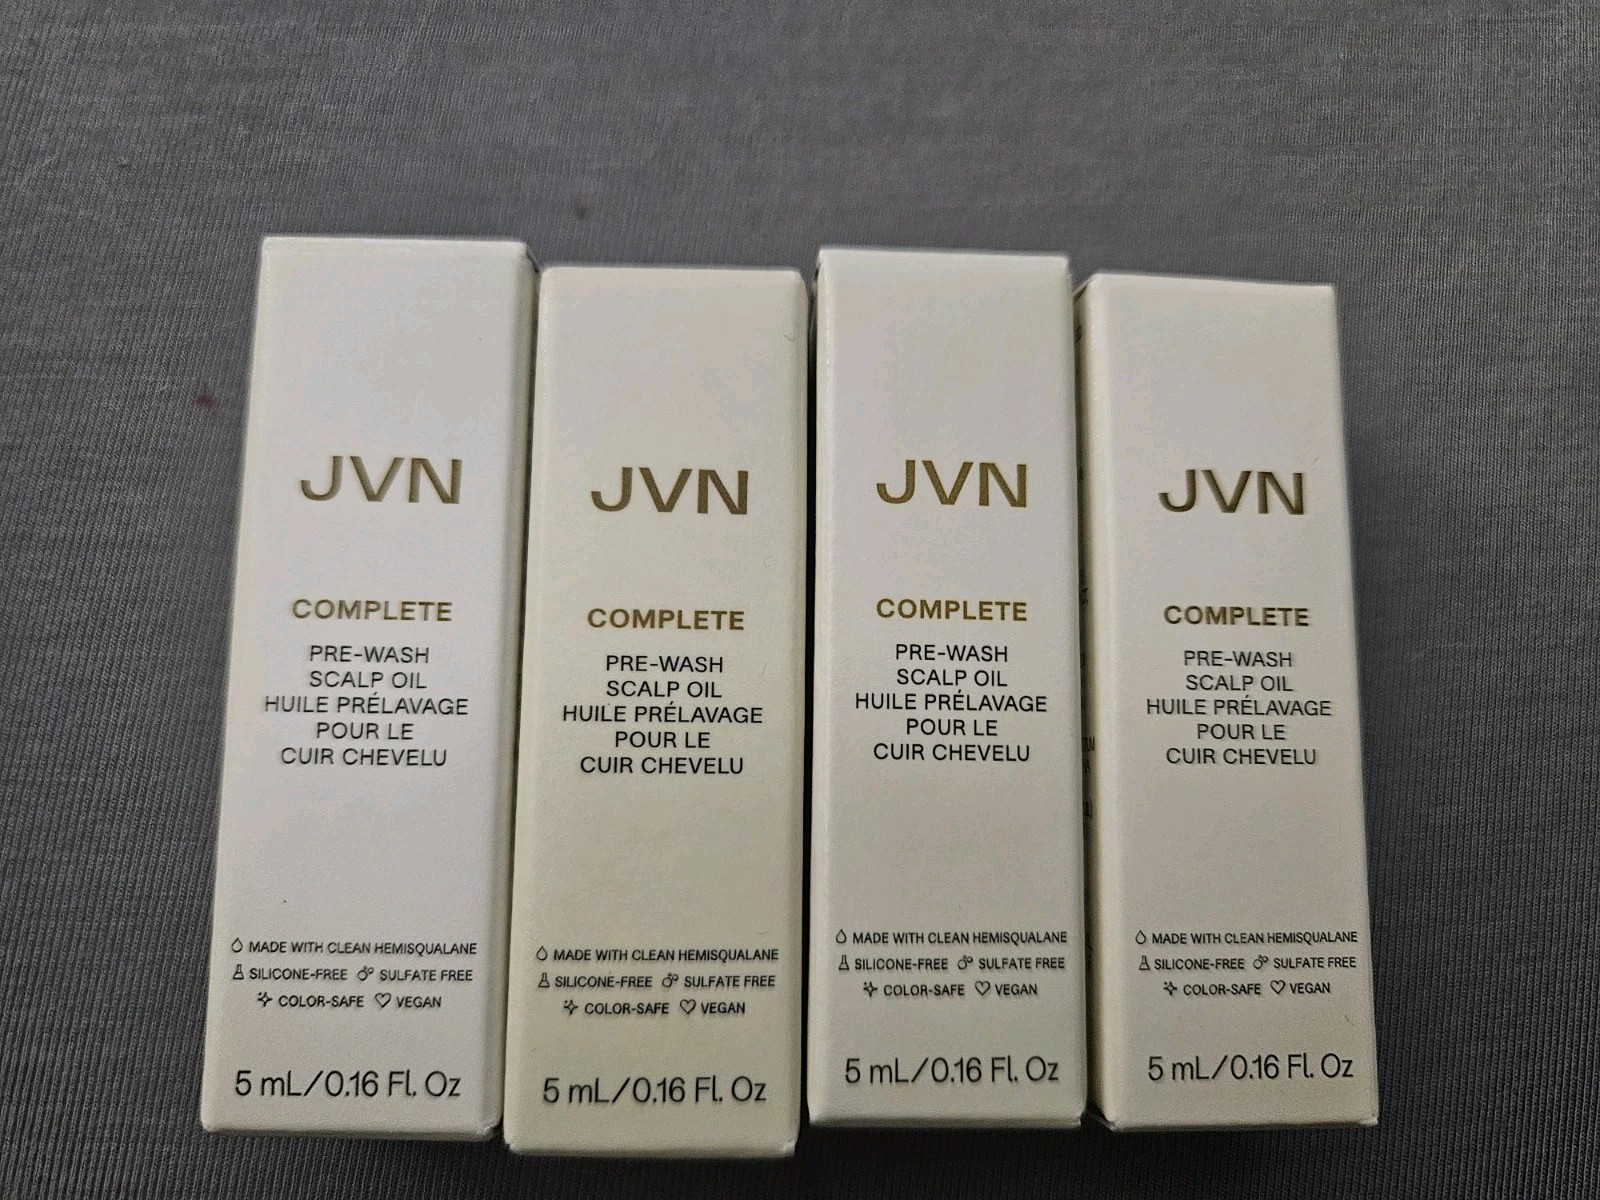 JVN
COMPLETE
PRE-WASH
SCALP OIL
HUILE PRÉLAVAGE
POUR LE
CUIR CHEVELU
MADE WITH CLEAN HEMISQUALANE
SILICONE-FREE SULFATE FREE
COLOR-SAFE VEGAN
5 mL/0.16 Fl. Oz
JVN
COMPLETE
PRE-WASH
SCALP OIL
HUILE PRÉLAVAGE
POUR LE
CUIR CHEVELU
MADE WITH CLEAN HEMISQUALANE
SILICONE-FREE SULFATE FREE
COLOR-SAFE VEGAN
5 mL/0.16 Fl. Oz
JVN
COMPLETE
PRE-WASH
SCALP OIL
HUILE PRÉLAVAGE
POUR LE
CUIR CHEVELU
MADE WITH CLEAN HEMISQUALANE
SILICONE-FREE SULFATE FREE
COLOR-SAFE VEGAN
5 mL/0.16 Fl. Oz
JVN
COMPLETE
PRE-WASH
SCALP OIL
HUILE PRÉLAVAGE
POUR LE
CUIR CHEVELU
MADE WITH CLEAN HEMISQUALANE
SILICONE-FREE SULFATE FREE
COLOR-SAFE VEGAN
5 mL/0.16 Fl. Oz